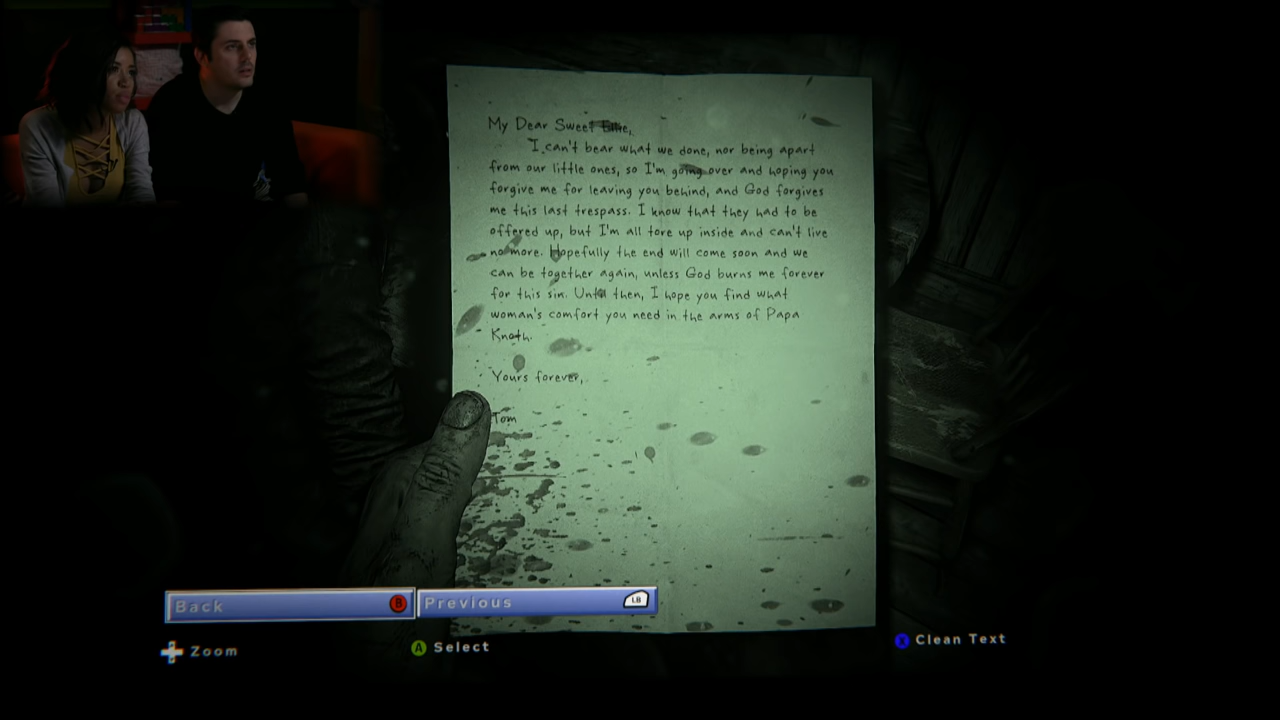 My Dear Sweet
I can't bear what we done, nor being apart
from our little ones, so I'm going over and hoping you
forgive me for leaving you behind, and God forgives
me this last trespass. I know that they had to be
offered up, but I'm all tore up inside and can't live
no more. Hopefully the end will come soon and we
can be together again, unless God burns me forever
for this sin. Until then, I hope you find what
woman's comfort you need in the arms of Papa
Knoth.
Yours forever,
Tom
Back B Previous LB
Zoom A Select X Clean Text